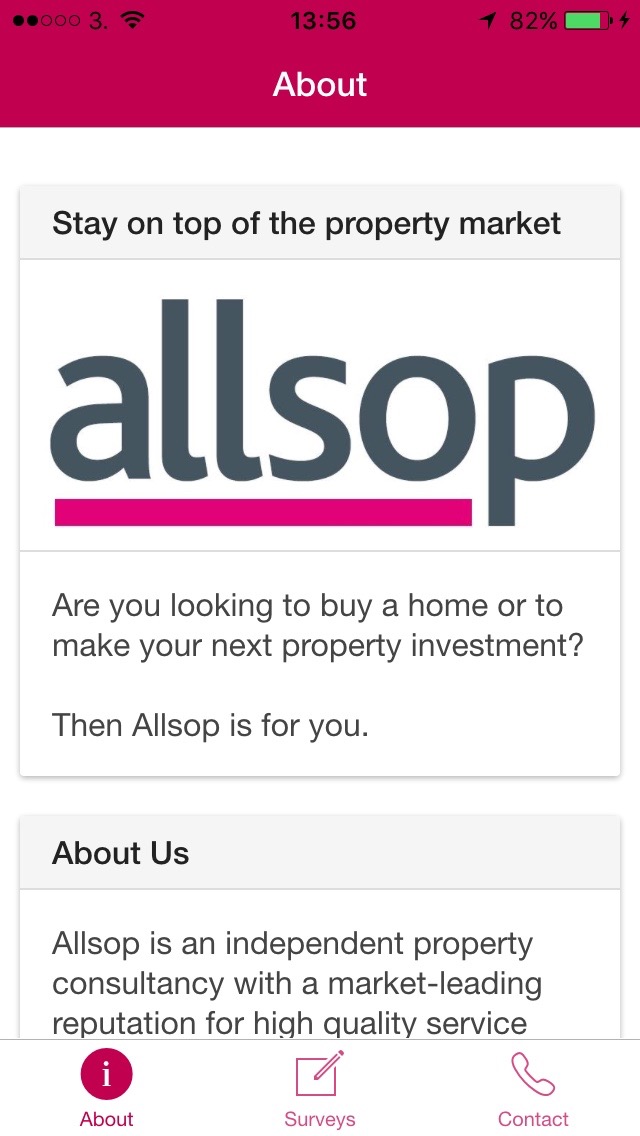 3. 13:56 82%
About
Stay on top of the property market
allsop
Are you looking to buy a home or to
make your next property investment?
Then Allsop is for you.
About Us
Allsop is an independent property
consultancy with a market-leading
reputation for high quality service
i
About Surveys Contact